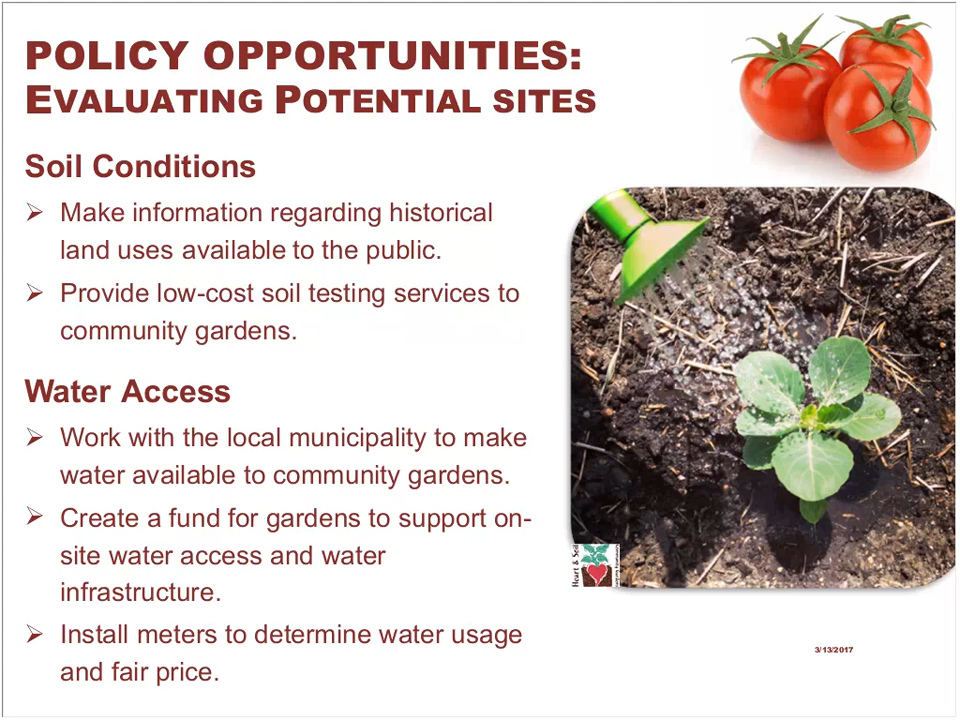 POLICY OPPORTUNITIES:
EVALUATING POTENTIAL SITES
Soil Conditions
➢ Make information regarding historical
land uses available to the public.
➢ Provide low-cost soil testing services to
community gardens.
Water Access
➢ Work with the local municipality to make
water available to community gardens.
➢ Create a fund for gardens to support on-
site water access and water
infrastructure.
➢ Install meters to determine water usage
and fair price.
Heart & Soil
3/13/2017